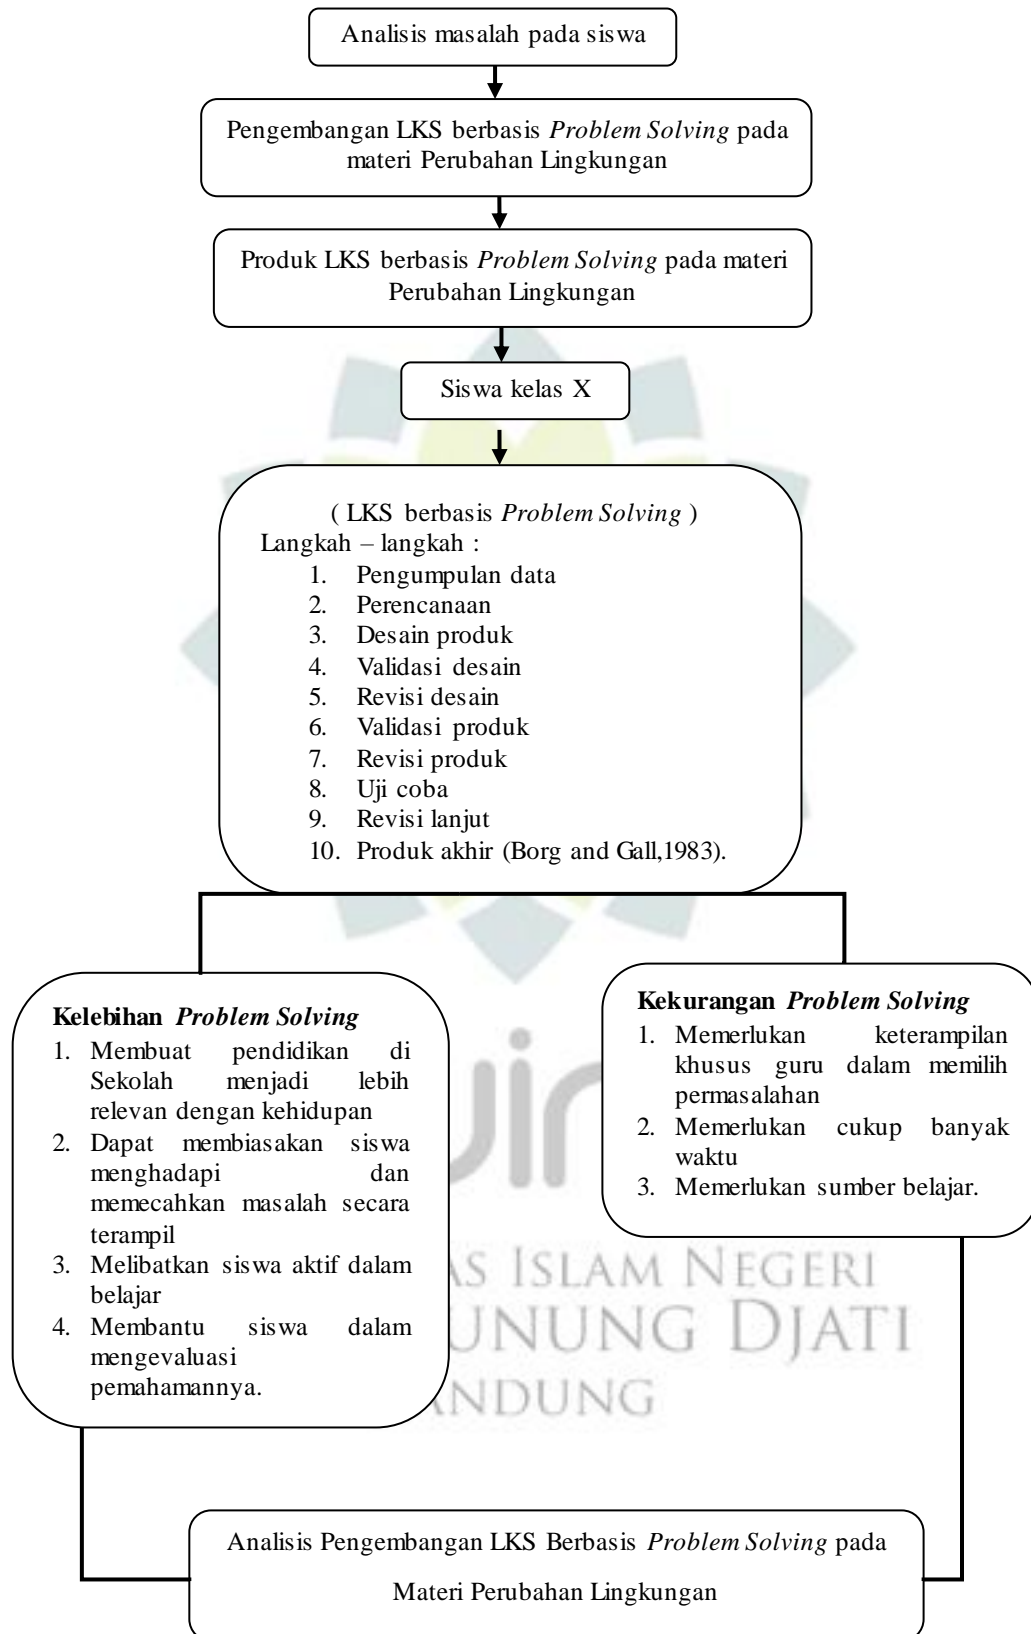 Analisis masalah pada siswa
Pengembangan LKS berbasis Problem Solving pada
materi Perubahan Lingkungan
Produk LKS berbasis Problem Solving pada materi
Perubahan Lingkungan
Siswa kelas X
( LKS berbasis Problem Solving )
Langkah – langkah :
1. Pengumpulan data
2. Perencanaan
3. Desain produk
4. Validasi desain
5. Revisi desain
6. Validasi produk
7. Revisi produk
8. Uji coba
9. Revisi lanjut
10. Produk akhir (Borg and Gall,1983).
Kelebihan Problem Solving
1. Membuat pendidikan di
Sekolah menjadi lebih
relevan dengan kehidupan
2. Dapat membiasakan siswa
menghadapi dan
memecahkan masalah secara
terampil
3. Melibatkan siswa aktif dalam
belajar
4. Membantu siswa dalam
mengevaluasi
pemahamannya.
Kekurangan Problem Solving
1. Memerlukan keterampilan
khusus guru dalam memilih
permasalahan
2. Memerlukan cukup banyak
waktu
3. Memerlukan sumber belajar.
ISLAM NEGERI
DJATI
Analisis Pengembangan LKS Berbasis Problem Solving pada
Materi Perubahan Lingkungan